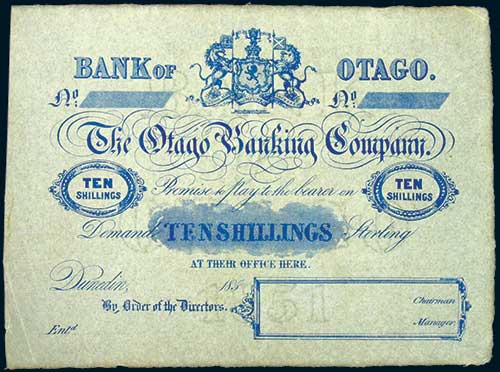 BANK OF OTAGO.
No. No.
The Otago Banking Company.
TEN SHILLINGS Promise to pay to the bearer on TEN SHILLINGS
Demand TEN SHILLINGS Sterling
AT THEIR OFFICE HERE.
Dunedin, 185
By Order of the Directors.
Chairman
Manager
Entd